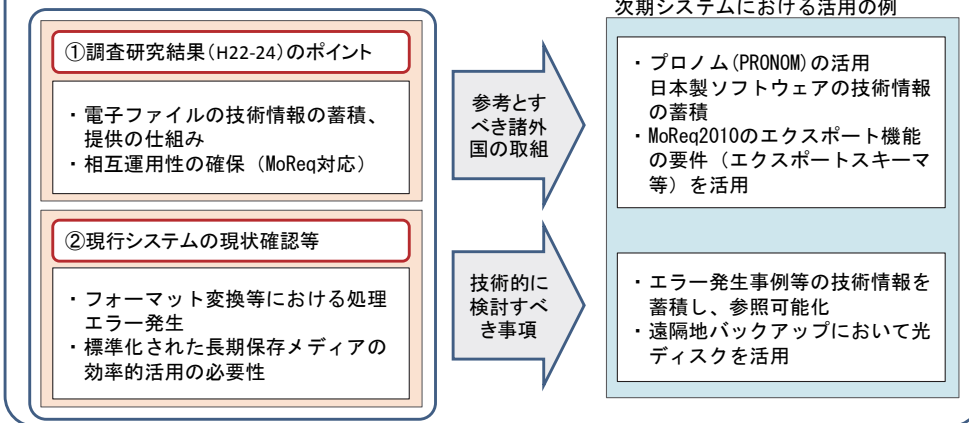 次期システムにおける活用の例
①調査研究結果(H22-24)のポイント
・電子ファイルの技術情報の蓄積、
提供の仕組み
・相互運用性の確保（MoReq対応）
参考とす
べき諸外
国の取組
・プロノム(PRONOM)の活用
日本製ソフトウェアの技術情報
の蓄積
・MoReq2010のエクスポート機能
の要件（エクスポートスキーマ
等）を活用
②現行システムの現状確認等
・フォーマット変換等における処理
エラー発生
・標準化された長期保存メディアの
効率的活用の必要性
技術的に
検討すべ
き事項
・エラー発生事例等の技術情報を
蓄積し、参照可能化
・遠隔地バックアップにおいて光
ディスクを活用